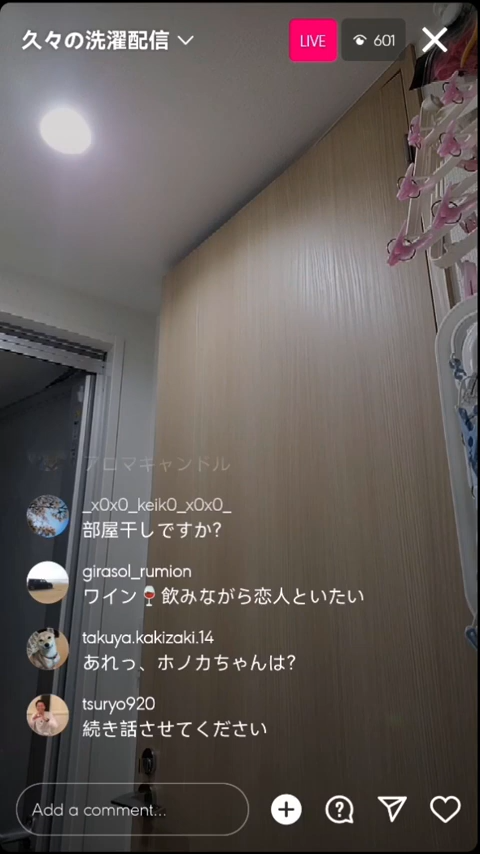 久々の洗濯配信
LIVE
601
アロマキャンドル
_x0x0_keik0_x0x0_
部屋干しですか?
girasol_rumion
ワイン🍷飲みながら恋人といたい
takuya.kakizaki.14
あれっ、ホノカちゃんは?
tsuryo920
続き話させてください
Add a comment...